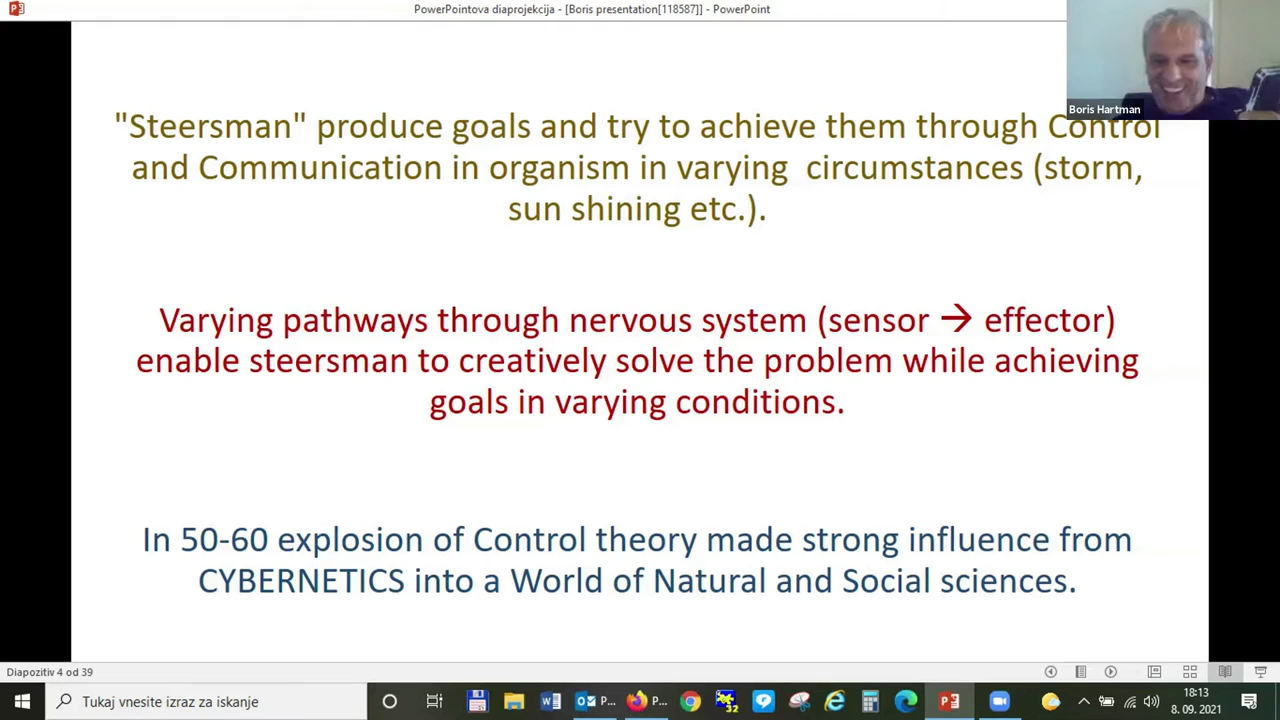 PowerPointova diaprojekcija - [Boris presentation[118587]] - PowerPoint
Boris Hartman
"Steersman" produce goals and try to achieve them through Control
and Communication in organism in varying  circumstances (storm,
sun shining etc.).
Varying pathways through nervous system (sensor → effector)
enable steersman to creatively solve the problem while achieving
goals in varying conditions.
In 50-60 explosion of Control theory made strong influence from
CYBERNETICS into a World of Natural and Social sciences.
Diapozitiv 4 od 39
Tukaj vnesite izraz za iskanje
P...
P...
32
18:13
8. 09. 2021